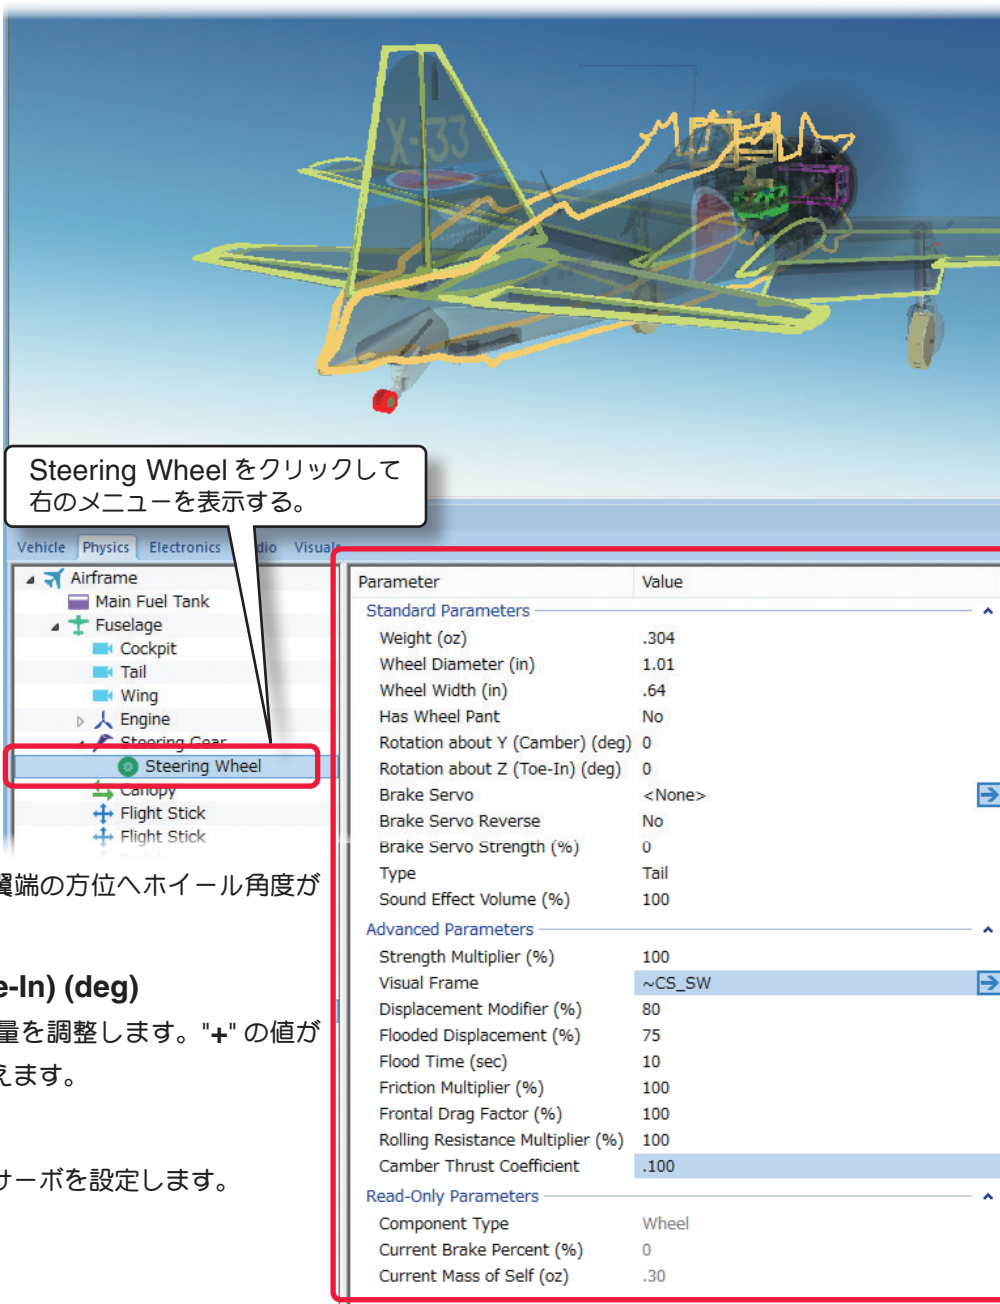 X-133
Steering Wheel をクリックして
右のメニューを表示する。
Vehicle Physics Electronics dio Visuals
Airframe
Main Fuel Tank
Fuselage
Cockpit
Tail
Wing
Engine
Steering Gear
Steering Wheel
Canopy
Flight Stick
Flight Stick
翼端の方位へホイール角度が
e-In) (deg)
量を調整します。"+" の値が
えます。
サーボを設定します。
Parameter Value
Standard Parameters
Weight (oz) .304
Wheel Diameter (in) 1.01
Wheel Width (in) .64
Has Wheel Pant No
Rotation about Y (Camber) (deg) 0
Rotation about Z (Toe-In) (deg) 0
Brake Servo <None>
Brake Servo Reverse No
Brake Servo Strength (%) 0
Type Tail
Sound Effect Volume (%) 100
Advanced Parameters
Strength Multiplier (%) 100
Visual Frame ~CS_SW
Displacement Modifier (%) 80
Flooded Displacement (%) 75
Flood Time (sec) 10
Friction Multiplier (%) 100
Frontal Drag Factor (%) 100
Rolling Resistance Multiplier (%) 100
Camber Thrust Coefficient .100
Read-Only Parameters
Component Type Wheel
Current Brake Percent (%) 0
Current Mass of Self (oz) .30